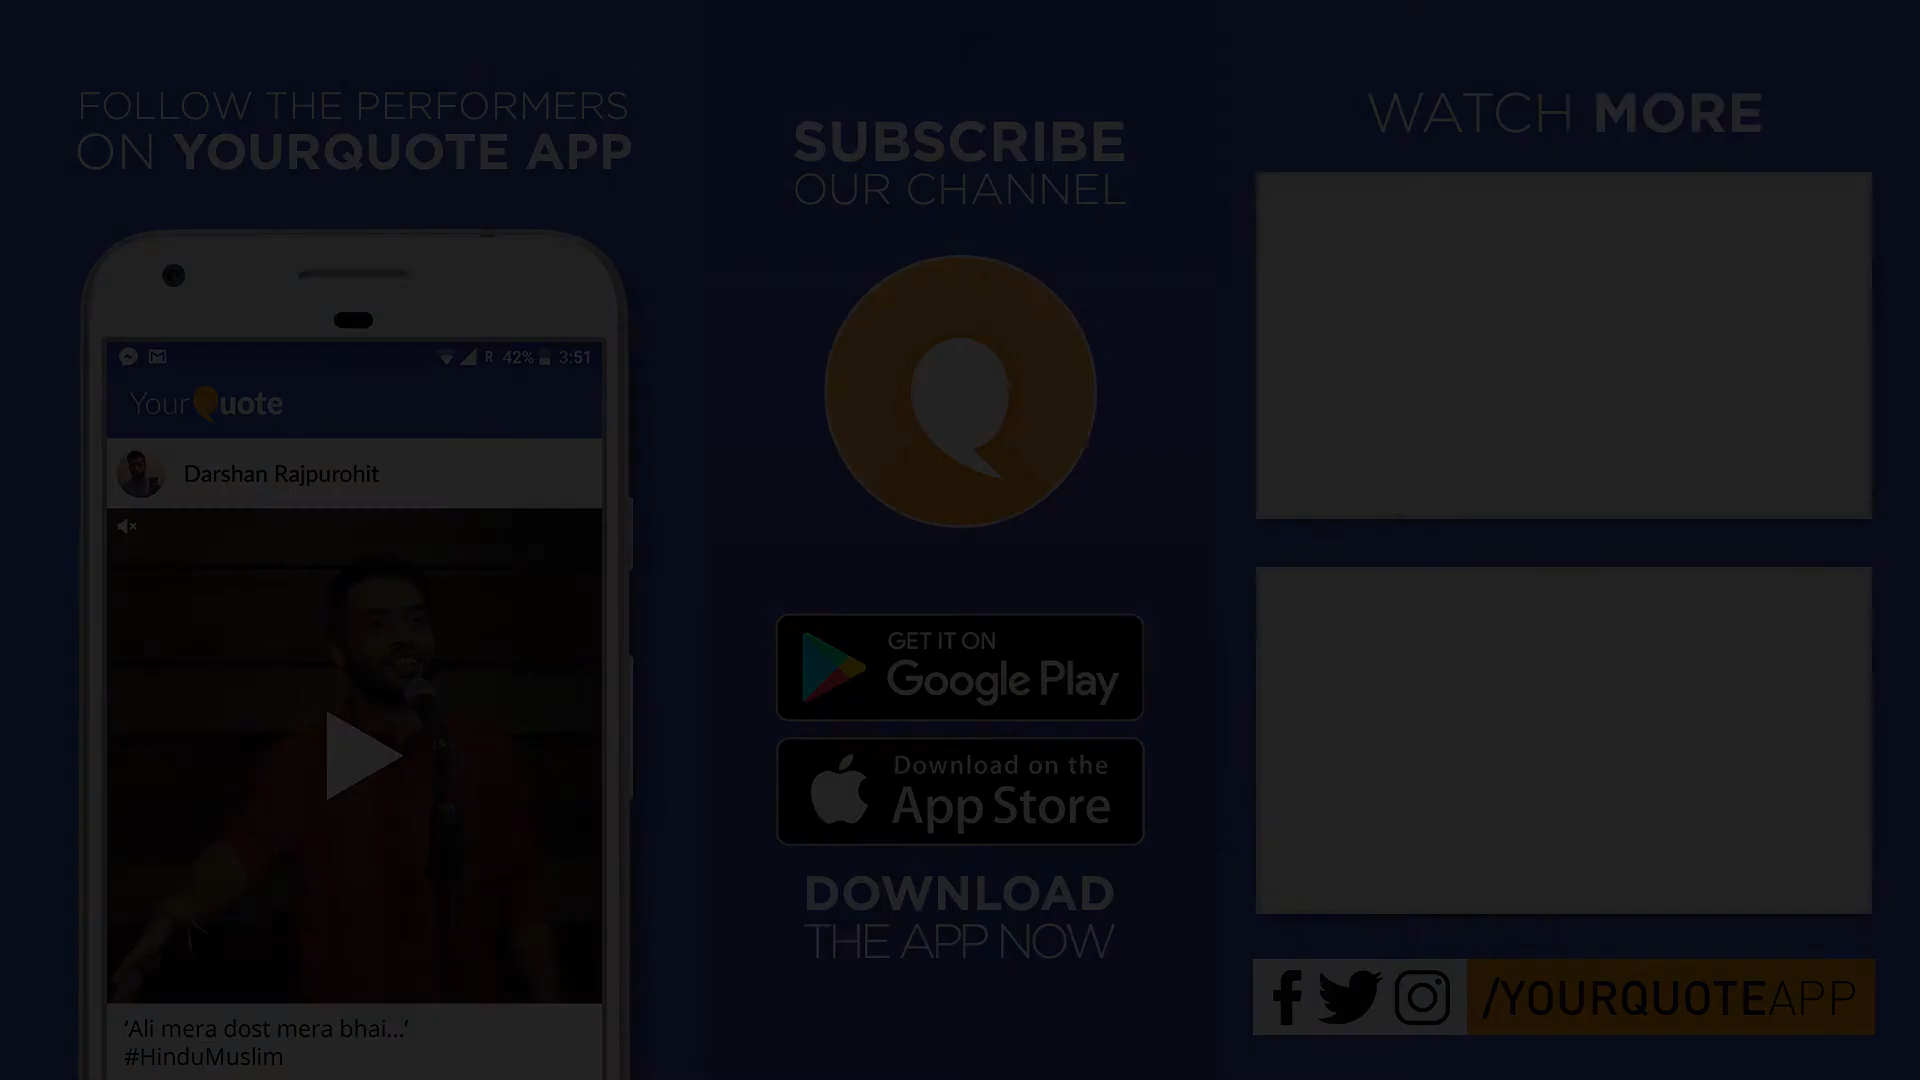 FOLLOW THE PERFORMERS
ON YOURQUOTE APP
R 42% 3:51
YourQuote
Darshan Rajpurohit
‘Ali mera dost mera bhai...’
#HinduMuslim
SUBSCRIBE
OUR CHANNEL
GET IT ON
Google Play
Download on the
App Store
DOWNLOAD
THE APP NOW
WATCH MORE
/YOURQUOTEAPP